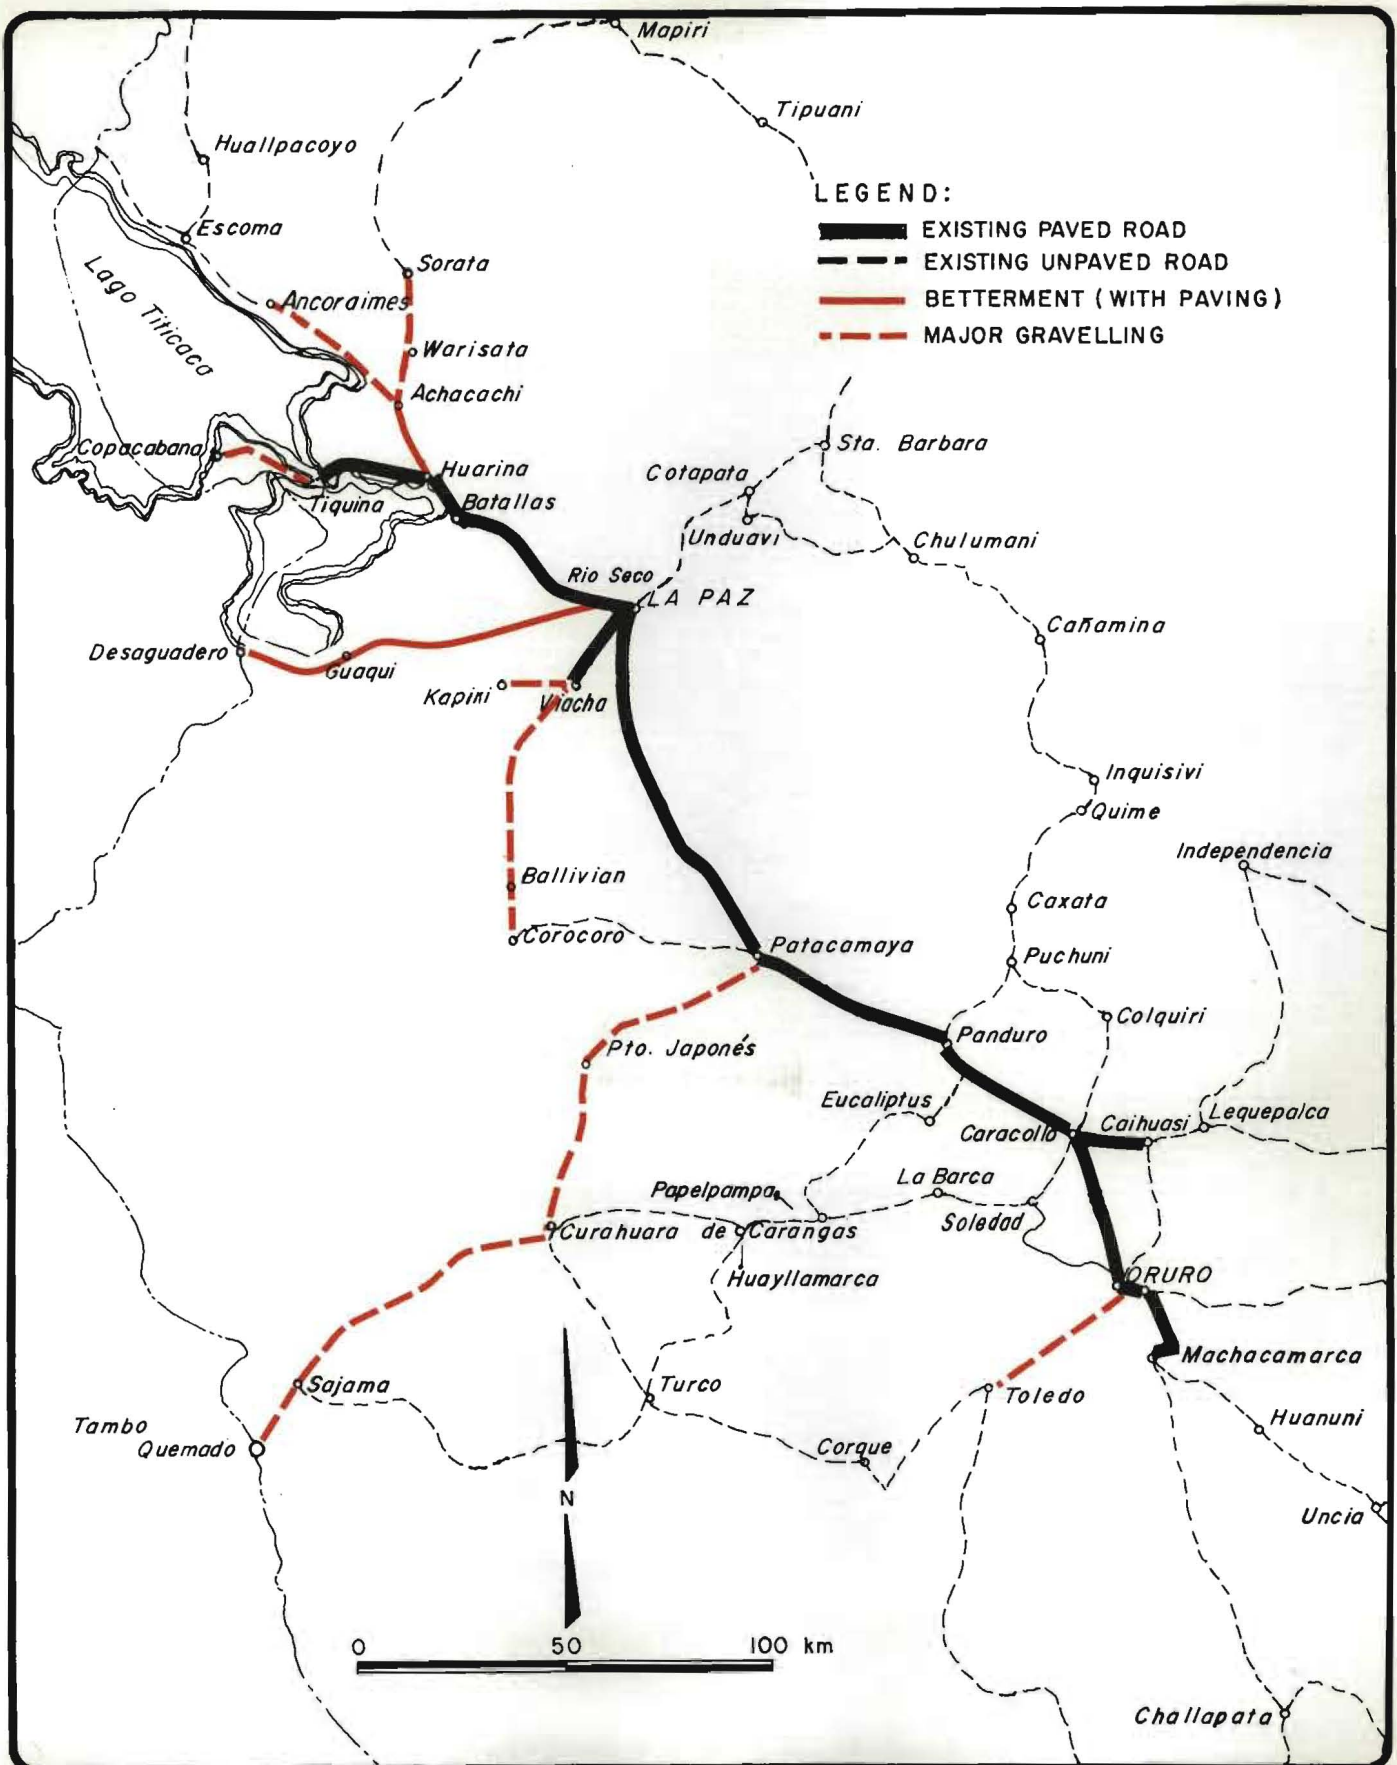 Mapiri
Tipuani
Huallpacoyo
LEGEND:
EXISTING PAVED ROAD
EXISTING UNPAVED ROAD
BETTERMENT (WITH PAVING)
MAJOR GRAVELLING
Escoma
Lago Titicaca
Sorata
Ancoraimes
Warisata
Achacachi
Copacabana
Huarina
Tiquina
Batallas
Sta. Barbara
Cotapata
Unduavi
Chulumani
Rio Seco
LA PAZ
Cañamina
Desaguadero
Guaqui
Kapiri
Viacha
Inquisivi
Quime
Independencia
Ballivian
Caxata
Corocoro
Patacamaya
Puchuni
Colquiri
Panduro
Pto. Japonés
Eucaliptus
Caracollo
Caihuasi
Lequepalca
Papelpampa
La Barca
Soledad
Curahuara de Carangas
Huayllamarca
ORURO
Machacamarca
Sajama
Turco
Toledo
Huanuni
Tambo
Quemado
Corque
Uncia
N
0 50 100 km
Challapata